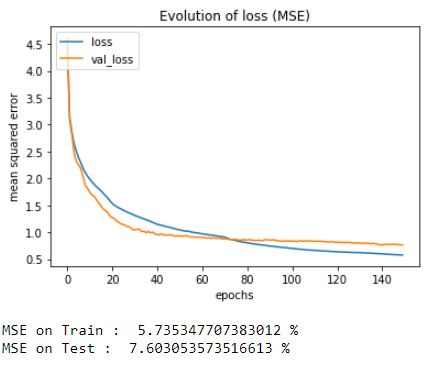 Evolution of loss (MSE)
loss
val_loss
mean squared error
4.5
4.0
3.5
3.0
2.5
2.0
1.5
1.0
0.5
0 20 40 60 80 100 120 140
epochs
MSE on Train :  5.735347707383012 %
MSE on Test :  7.603053573516613 %